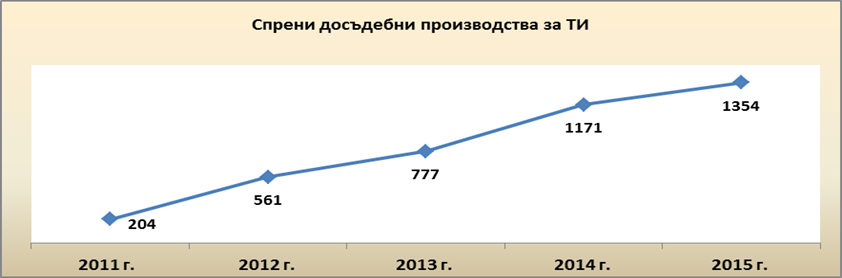 Спрени досъдебни производства за ТИ
1354
1171
777
561
204
2011 г. 2012 г. 2013 г. 2014 г. 2015 г.